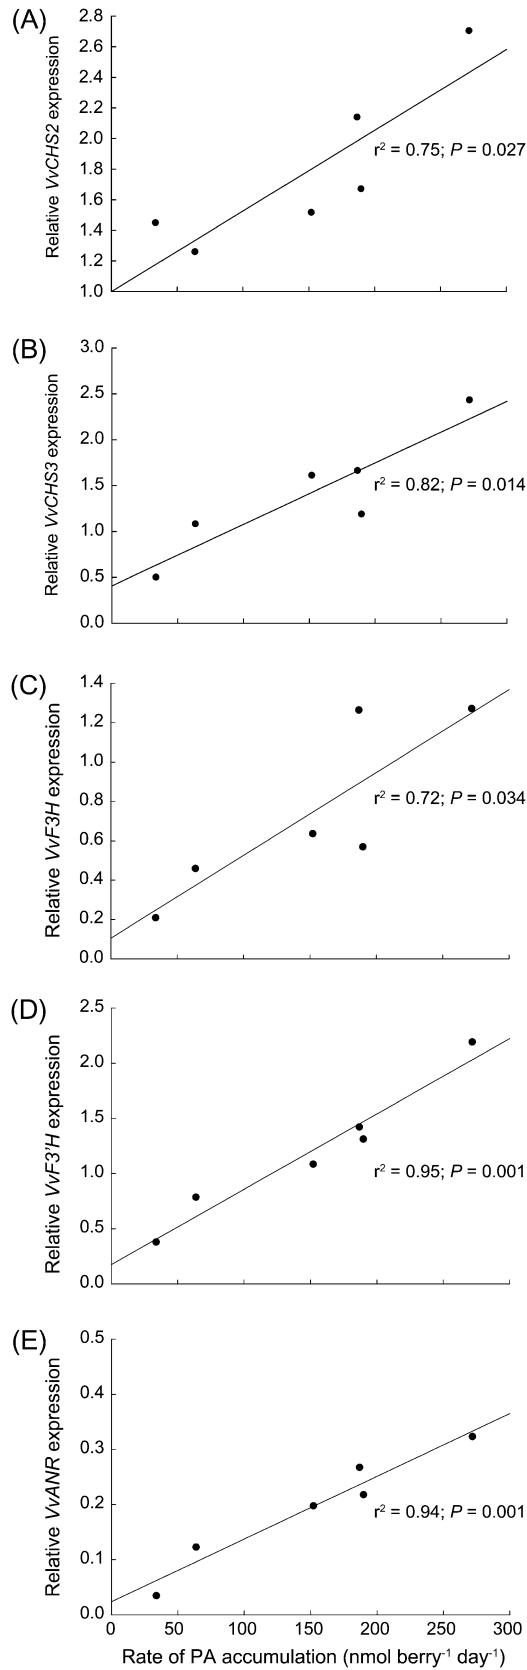 (A)
2.8
2.6
2.4
2.2
2.0
1.8
1.6
1.4
1.2
1.0
Relative VvCHS2 expression
r² = 0.75; P = 0.027
(B)
3.0
2.5
2.0
1.5
1.0
0.5
0.0
Relative VvCHS3 expression
r² = 0.82; P = 0.014
(C)
1.4
1.2
1.0
0.8
0.6
0.4
0.2
0.0
Relative VvF3H expression
r² = 0.72; P = 0.034
(D)
2.5
2.0
1.5
1.0
0.5
0.0
Relative VvF3'H expression
r² = 0.95; P = 0.001
(E)
0.5
0.4
0.3
0.2
0.1
0.0
Relative VvANR expression
r² = 0.94; P = 0.001
0 50 100 150 200 250 300
Rate of PA accumulation (nmol berry⁻¹ day⁻¹)